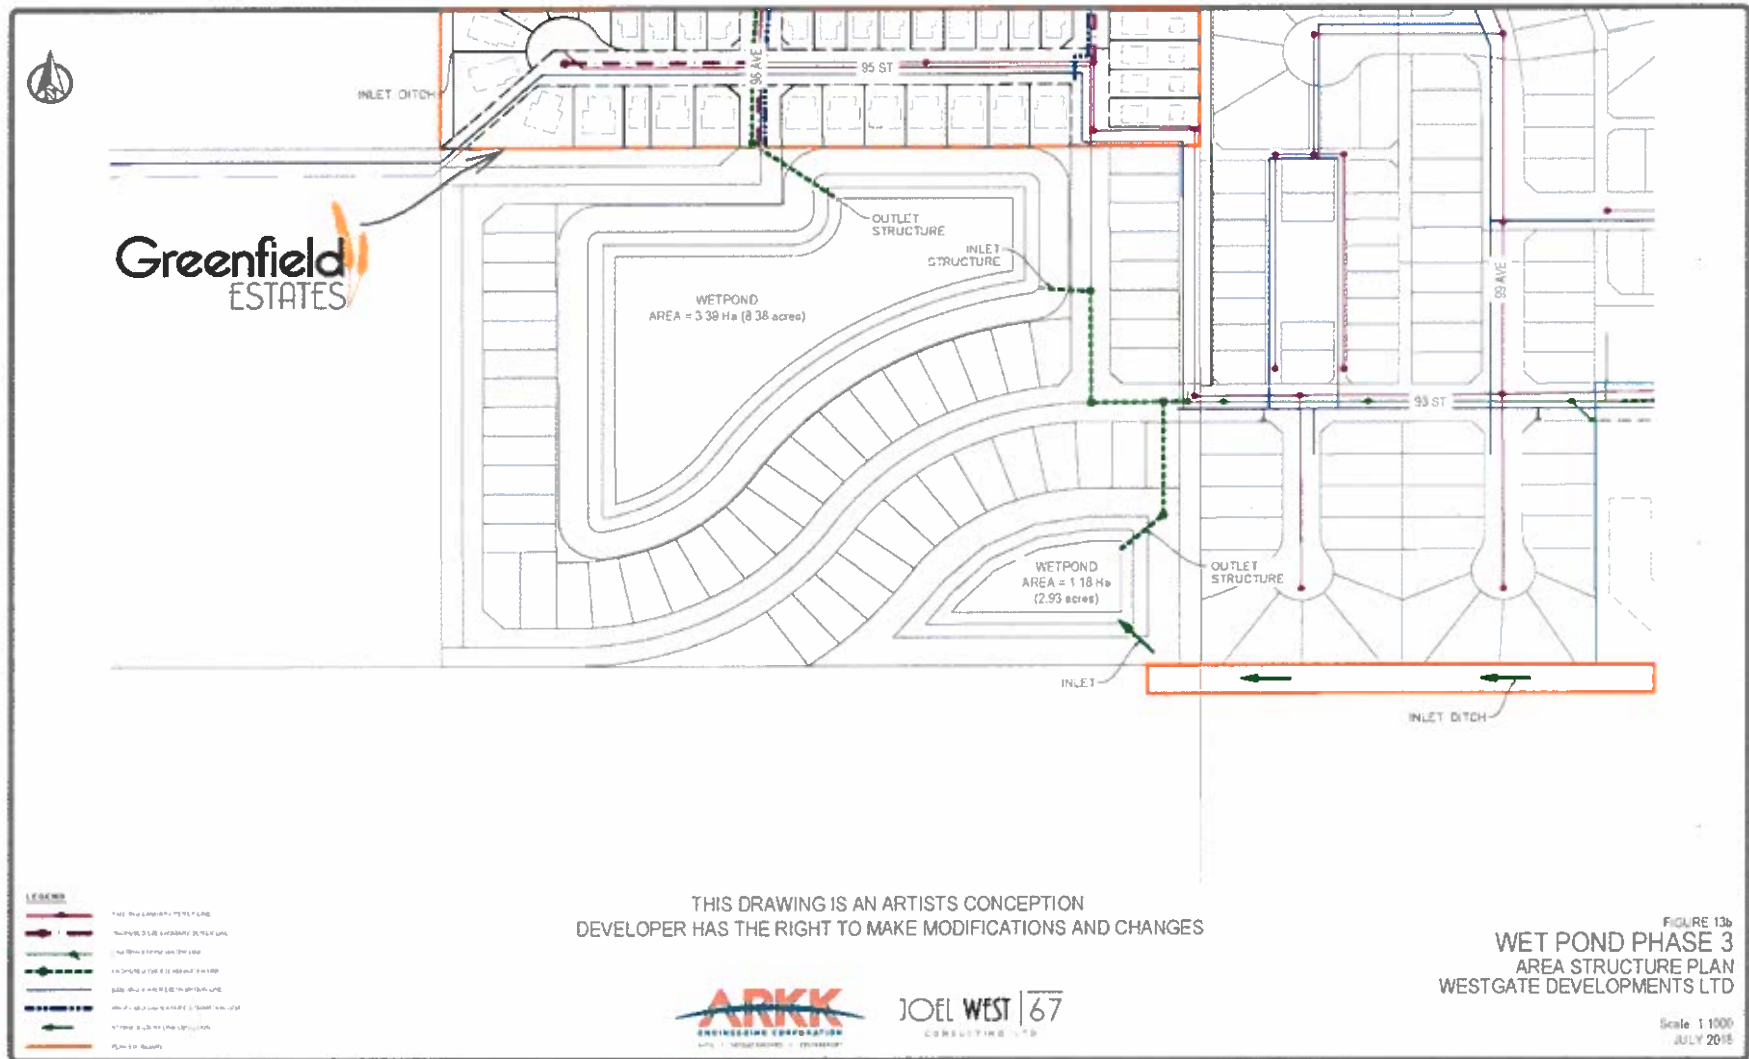 INLET DITCH
96 AVE
95 ST
Greenfield
ESTATES
OUTLET
STRUCTURE
INLET
STRUCTURE
WETPOND
AREA = 3.39 Ha (8.38 acres)
99 AVE
93 ST
WETPOND
AREA = 1.18 Ha
(2.93 acres)
OUTLET
STRUCTURE
INLET
INLET DITCH
LEGEND
THIS DRAWING IS AN ARTISTS CONCEPTION
DEVELOPER HAS THE RIGHT TO MAKE MODIFICATIONS AND CHANGES
ARKK
ENGINEERING CORPORATION
JOEL WEST | 67
CONSULTING LTD
FIGURE 13b
WET POND PHASE 3
AREA STRUCTURE PLAN
WESTGATE DEVELOPMENTS LTD
Scale 1:1000
JULY